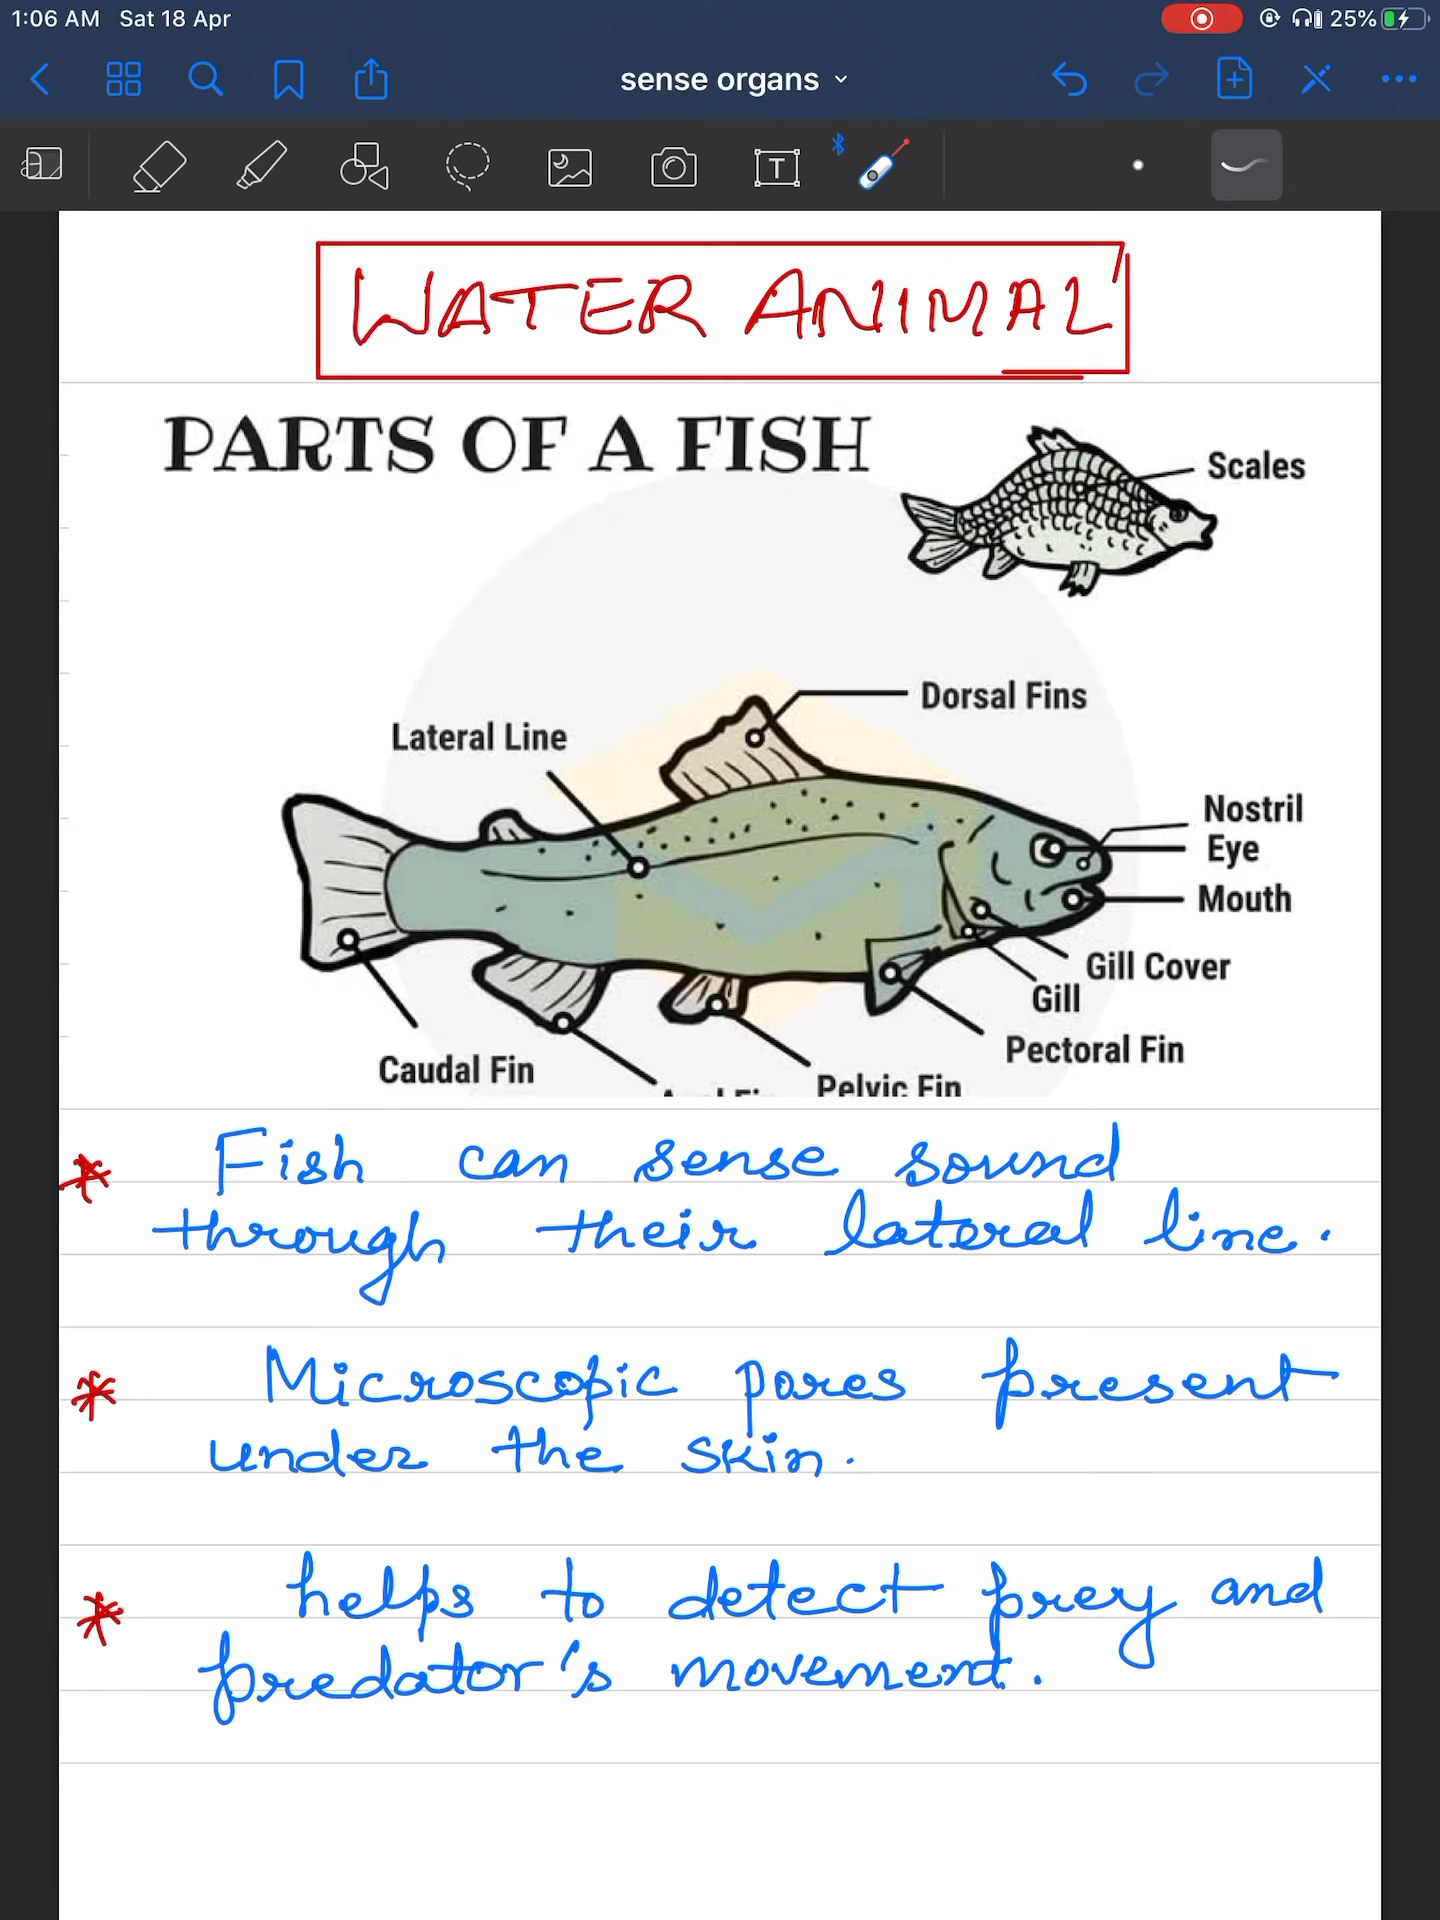 1:06 AM Sat 18 Apr
25%
sense organs
WATER ANIMAL
PARTS OF A FISH
Scales
Dorsal Fins
Lateral Line
Nostril
Eye
Mouth
Gill Cover
Gill
Pectoral Fin
Caudal Fin
Pelvic Fin
* Fish can sense sound
through their lateral line.
* Microscopic pores present
under the skin.
* helps to detect prey and
predator's movement.